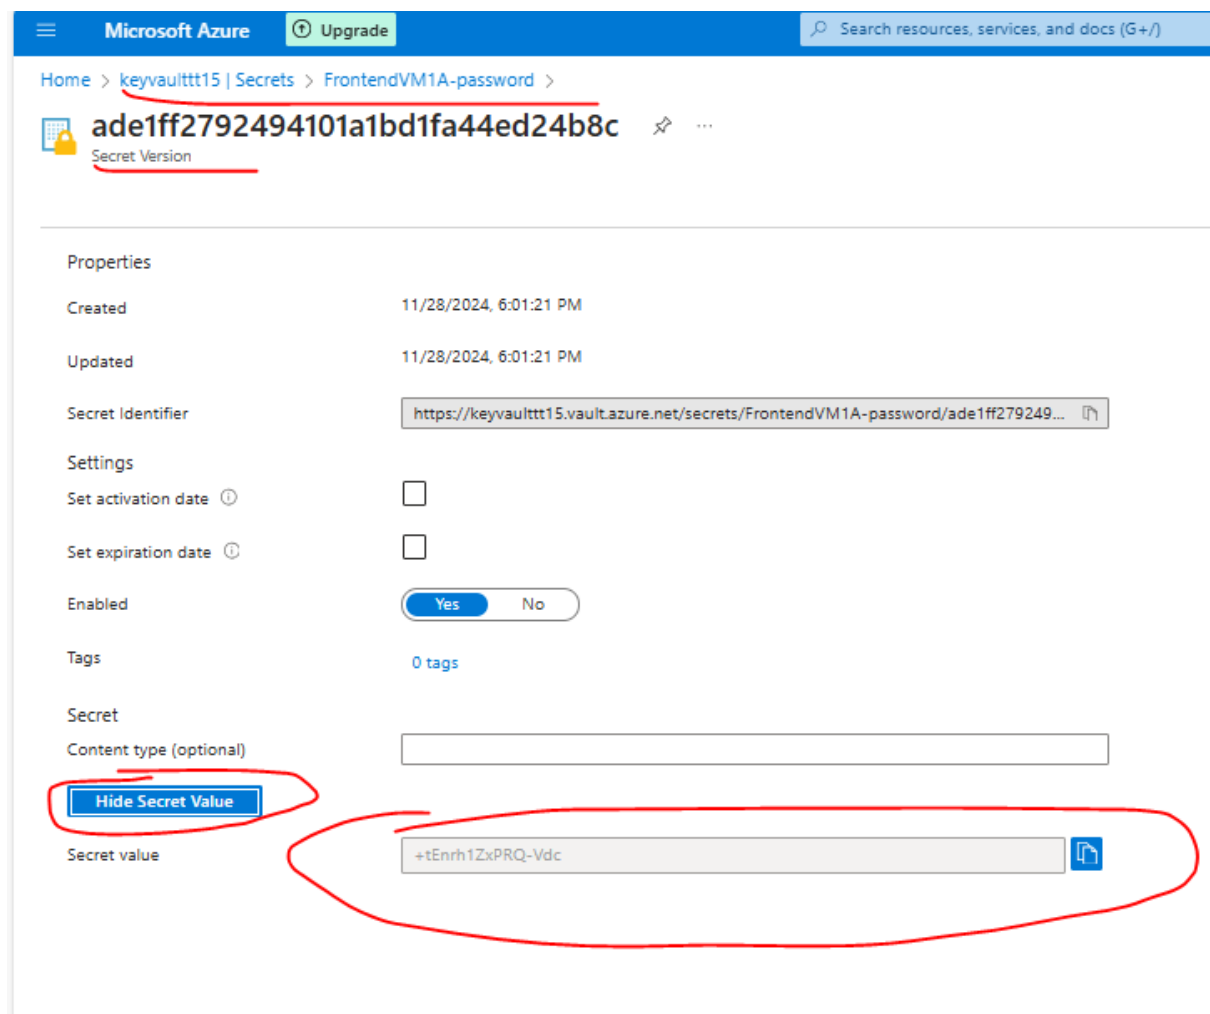 Microsoft Azure
Upgrade
Search resources, services, and docs (G+/)
Home > keyvaulttt15 | Secrets > FrontendVM1A-password >
ade1ff2792494101a1bd1fa44ed24b8c
...
Secret Version
Properties
Created 11/28/2024, 6:01:21 PM
Updated 11/28/2024, 6:01:21 PM
Secret Identifier https://keyvaulttt15.vault.azure.net/secrets/FrontendVM1A-password/ade1ff279249...
Settings
Set activation date
Set expiration date
Enabled Yes No
Tags 0 tags
Secret
Content type (optional)
Hide Secret Value
Secret value +tEnrh1ZxPRQ-Vdc